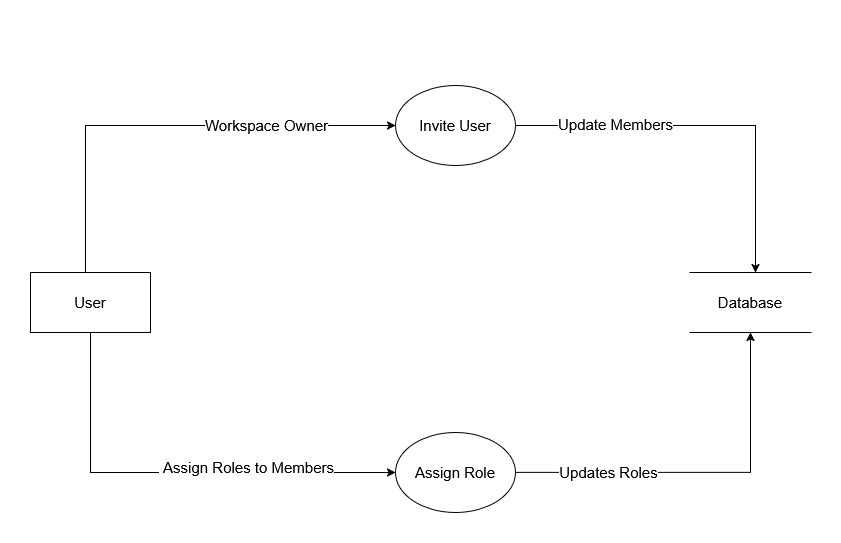 Workspace Owner
Invite User
Update Members
User
Database
Assign Roles to Members
Assign Role
Updates Roles